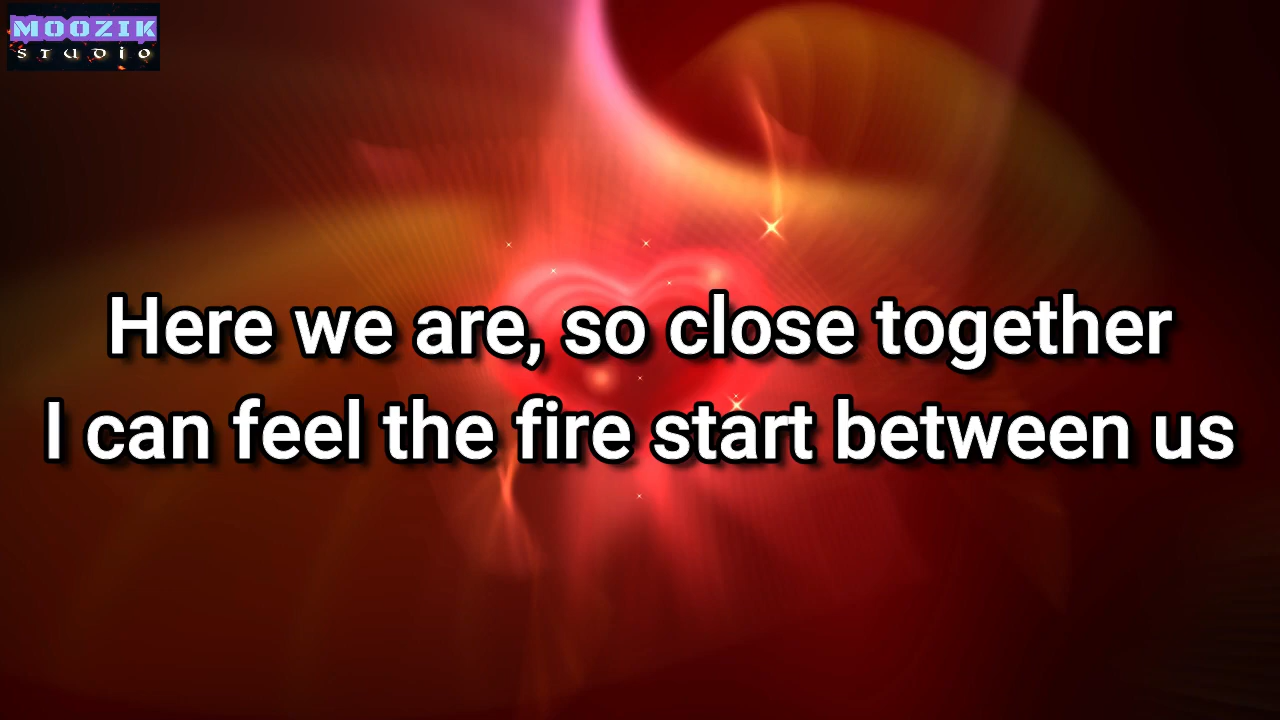 MOOZIK
STUDIO
Here we are, so close together
I can feel the fire start between us